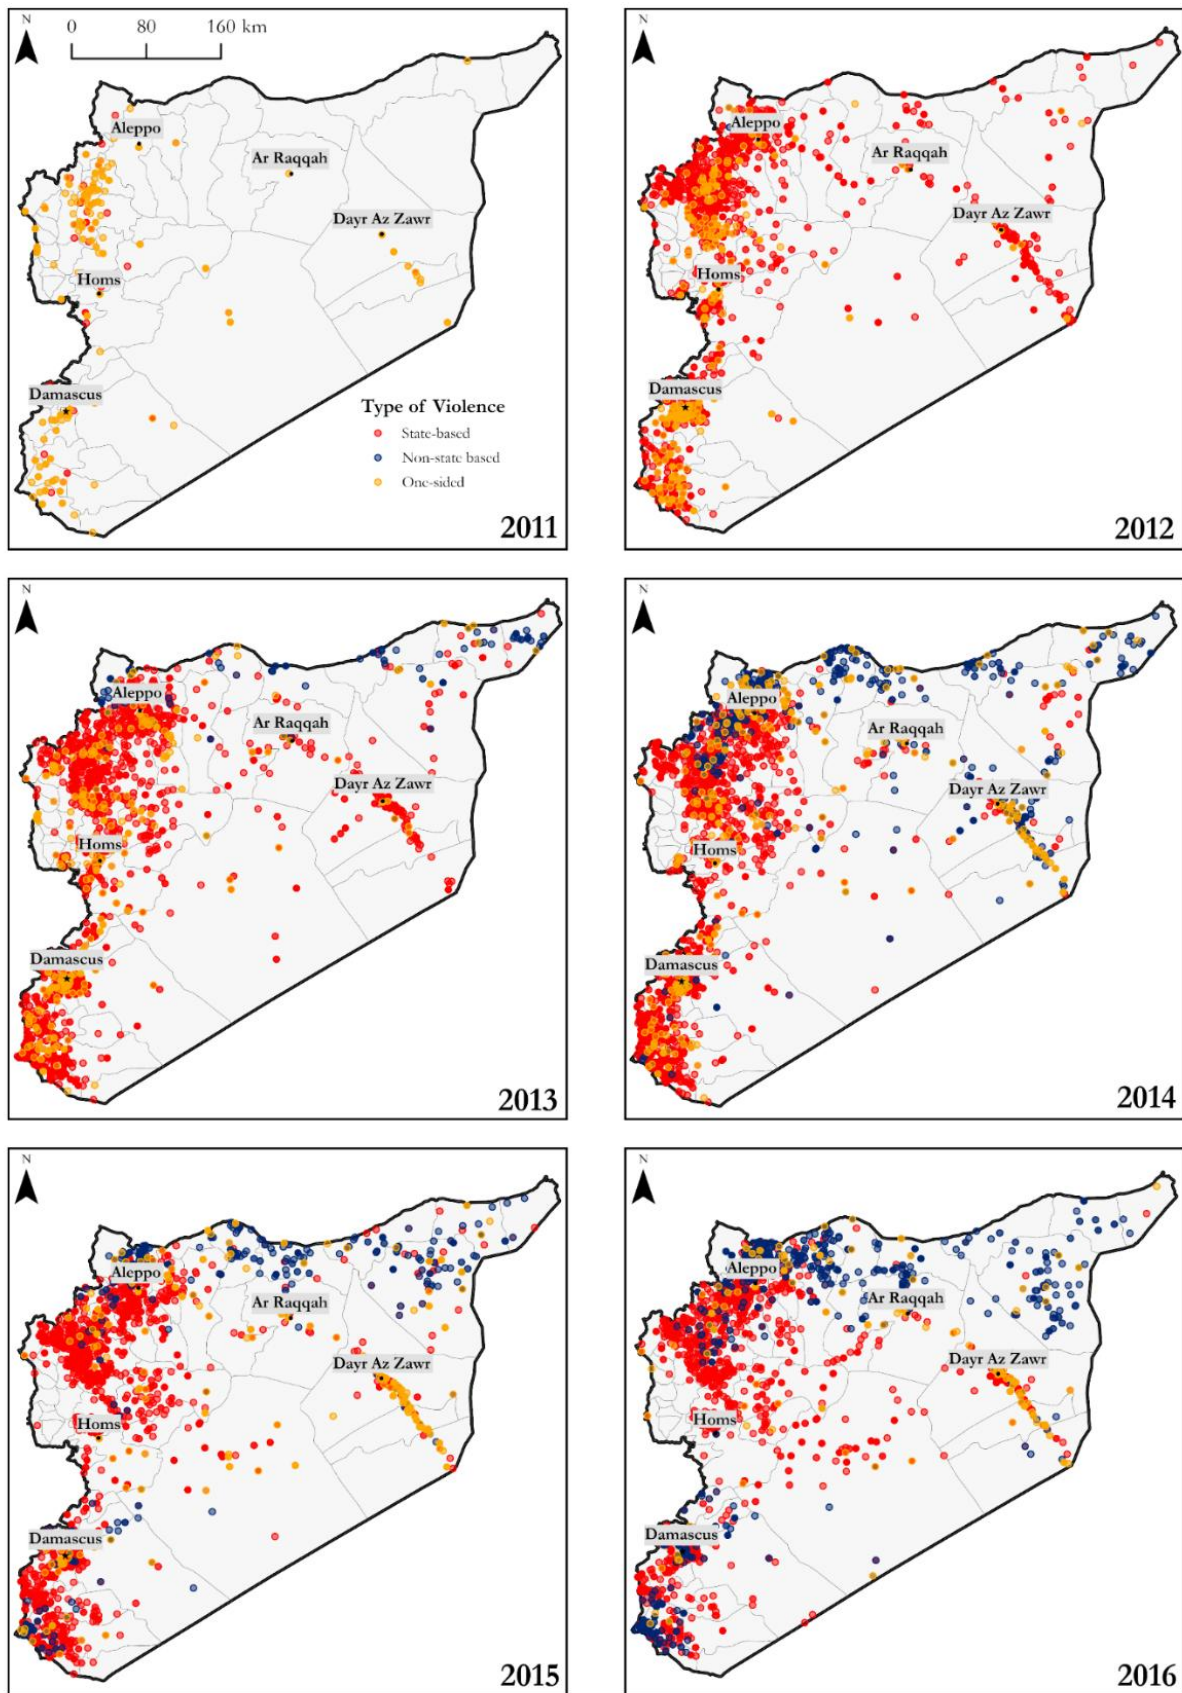 N
0 80 160 km
Aleppo
Ar Raqqah
Dayr Az Zawr
Homs
Damascus
Type of Violence
State-based
Non-state based
One-sided
2011
N
Aleppo
Ar Raqqah
Dayr Az Zawr
Homs
Damascus
2012
N
Aleppo
Ar Raqqah
Dayr Az Zawr
Homs
Damascus
2013
N
Aleppo
Ar Raqqah
Dayr Az Zawr
Homs
Damascus
2014
N
Aleppo
Ar Raqqah
Dayr Az Zawr
Homs
Damascus
2015
N
Aleppo
Ar Raqqah
Dayr Az Zawr
Homs
Damascus
2016